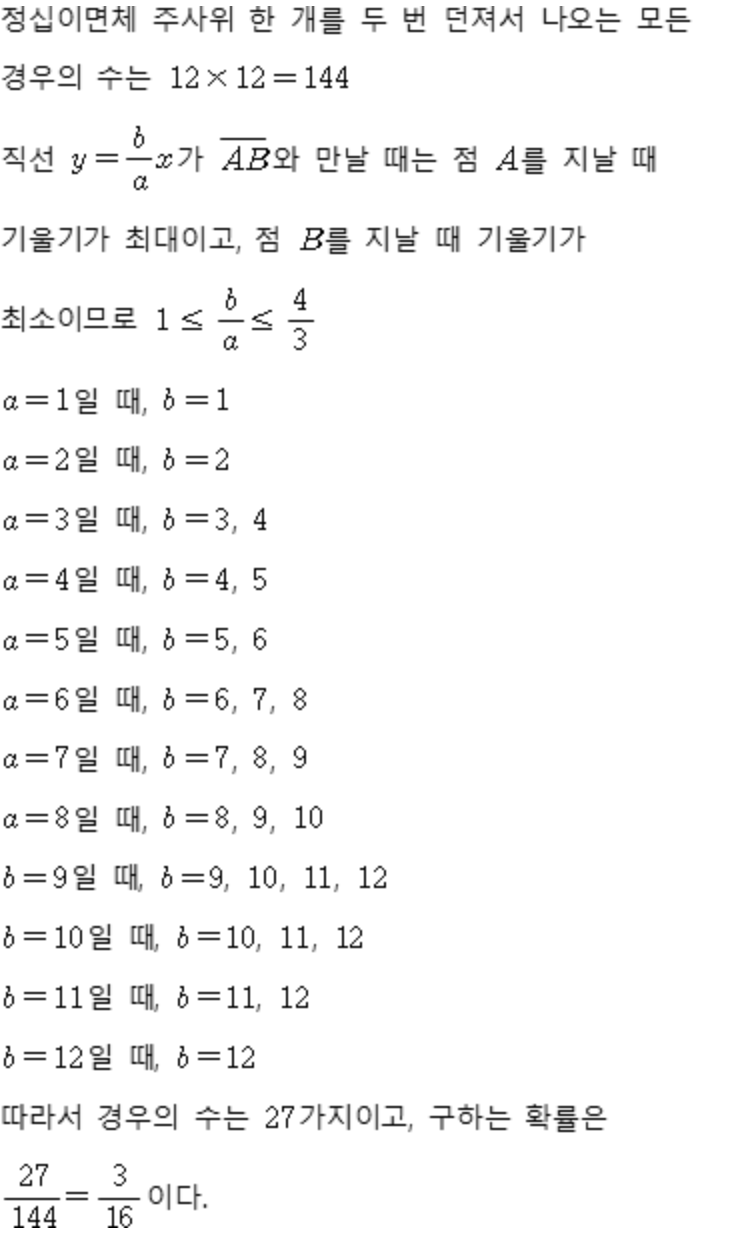 정십이면체 주사위 한 개를 두 번 던져서 나오는 모든
경우의 수는 12×12=144
직선 y=b/a x가 A̅B̅와 만날 때는 점 A를 지날 때
기울기가 최대이고, 점 B를 지날 때 기울기가
최소이므로 1≤ b/a ≤ 4/3
a=1일 때, b=1
a=2일 때, b=2
a=3일 때, b=3, 4
a=4일 때, b=4, 5
a=5일 때, b=5, 6
a=6일 때, b=6, 7, 8
a=7일 때, b=7, 8, 9
a=8일 때, b=8, 9, 10
b=9일 때, b=9, 10, 11, 12
b=10일 때, b=10, 11, 12
b=11일 때, b=11, 12
b=12일 때, b=12
따라서 경우의 수는 27가지이고, 구하는 확률은
27/144 = 3/16 이다.